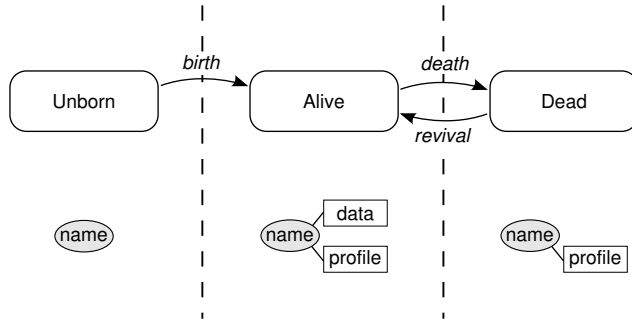 birth
death
Unborn
Alive
Dead
revival
name
name
data
profile
name
profile